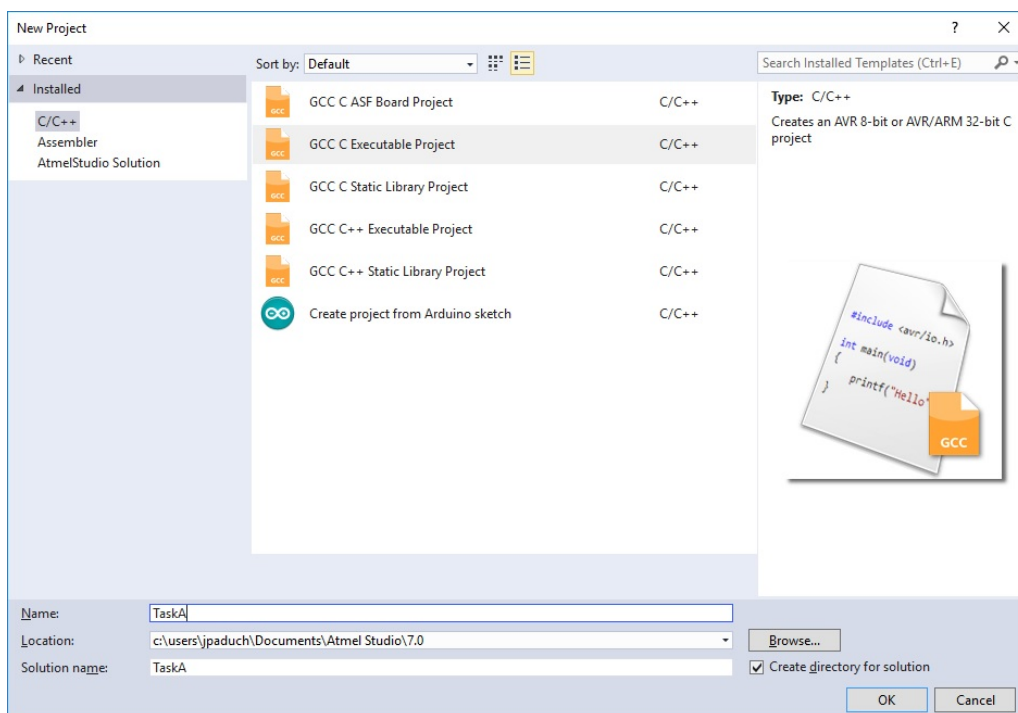 New Project
?
Recent
Installed
C/C++
Assembler
AtmelStudio Solution
Sort by: Default
GCC C ASF Board Project C/C++
GCC C Executable Project C/C++
GCC C Static Library Project C/C++
GCC C++ Executable Project C/C++
GCC C++ Static Library Project C/C++
Create project from Arduino sketch C/C++
Search Installed Templates (Ctrl+E)
Type: C/C++
Creates an AVR 8-bit or AVR/ARM 32-bit C
project
#include <avr/io.h>
int main(void)
{
printf("Hello"
}
GCC
Name: TaskA
Location: c:\users\jpaduch\Documents\Atmel Studio\7.0 Browse...
Solution name: TaskA Create directory for solution
OK Cancel